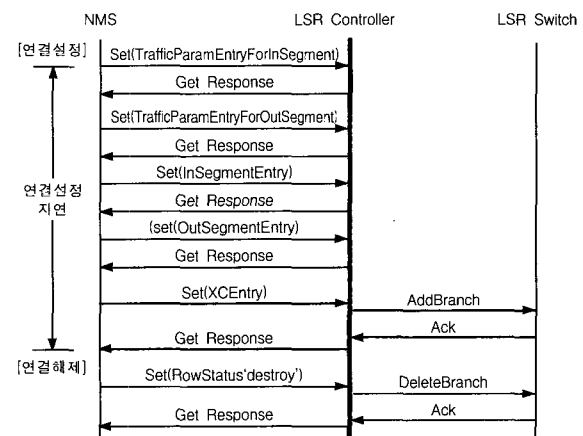 NMS LSR Controller LSR Switch
[연결설정]
Set(TrafficParamEntryForInSegment)
Get Response
Set(TrafficParamEntryForOutSegment)
Get Response
Set(InSegmentEntry)
연결설정
지연
Get Response
(set(OutSegmentEntry)
Get Response
Set(XCEntry)
AddBranch
Ack
Get Response
[연결해제]
Set(RowStatus'destroy')
DeleteBranch
Ack
Get Response